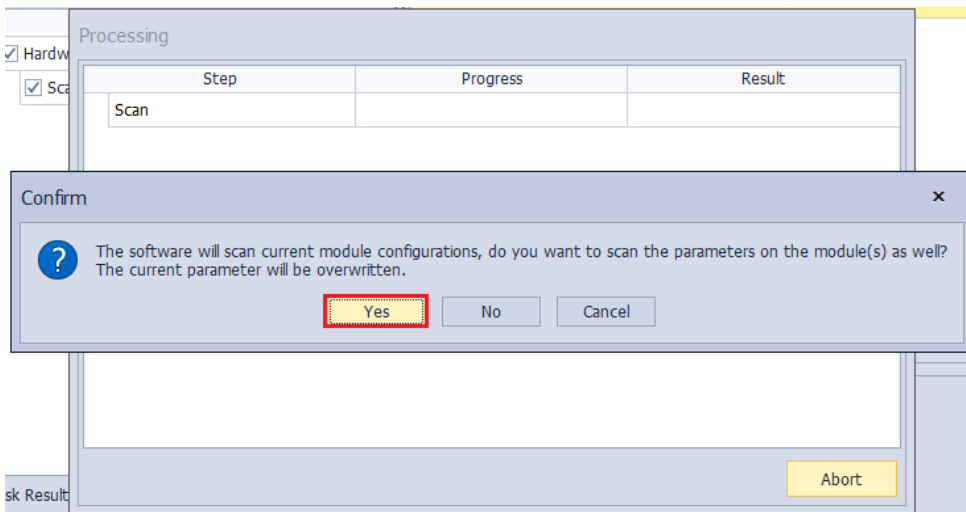 Processing
Hardw
Step Progress Result
Sca
Scan
Confirm x
?
The software will scan current module configurations, do you want to scan the parameters on the module(s) as well?
The current parameter will be overwritten.
Yes No Cancel
Abort
sk Result